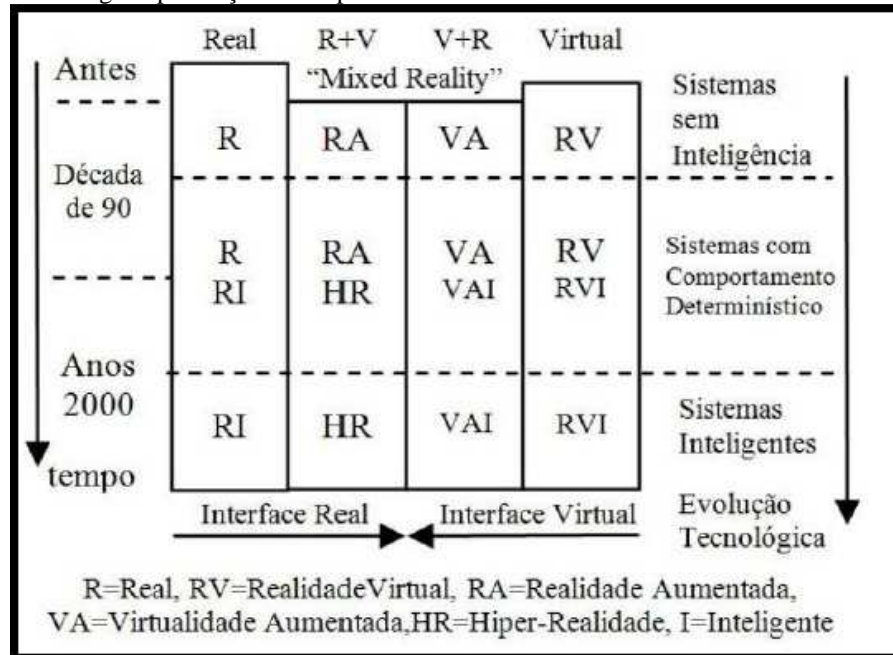 Real R+V V+R Virtual
Antes “Mixed Reality” Sistemas
sem
R RA VA RV Inteligência
Década
de 90
R RA VA RV Sistemas com
RI HR VAI RVI Comportamento
Determinístico
Anos
2000
RI HR VAI RVI Sistemas
Inteligentes
tempo
Interface Real Interface Virtual Evolução
Tecnológica
R=Real, RV=RealidadeVirtual, RA=Realidade Aumentada,
VA=Virtualidade Aumentada,HR=Hiper-Realidade, I=Inteligente